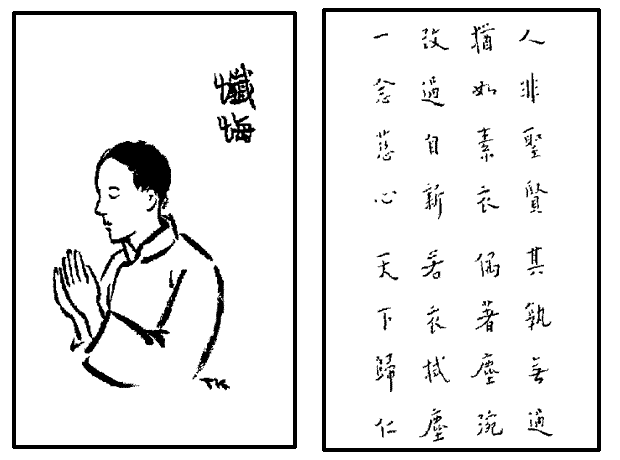 懺悔
TK
人非聖賢其孰無過
猶如素衣偶著塵涴
改過自新若衣拭塵
一念慈心天下歸仁